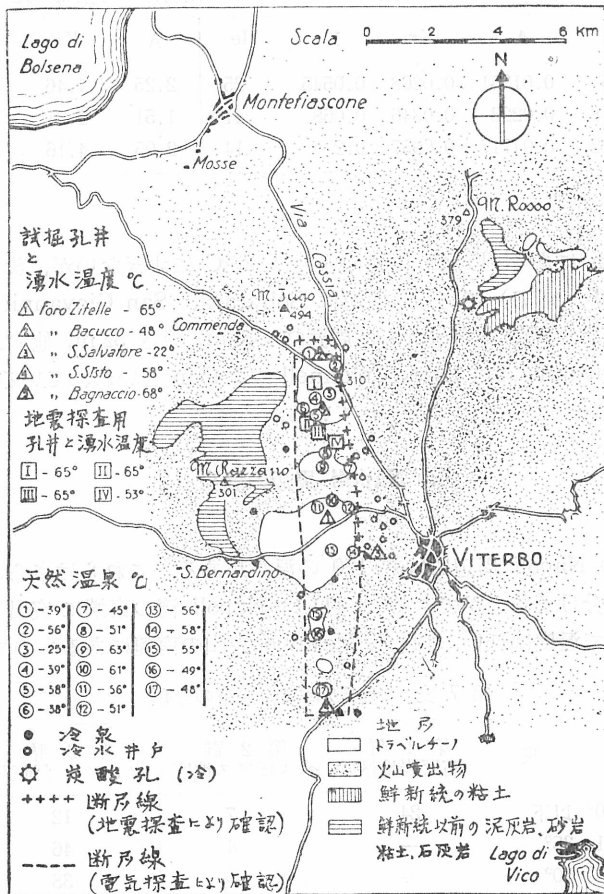 Lago di
Bolsena
Scala
0 2 4 6 Km
N
Montefiascone
Mosse
Via
Cassia
M. Rosso
379
試掘孔井
と
湧水温度 °C
△1 Foro Zitelle - 65°
△2 〃 Bacucco - 48°
△3 〃 S.Salvatore - 22°
△4 〃 S.Sisto - 58°
〃 Bagnaccio - 68°
M. Jugo
494
Commenda
310
地震探査用
孔井と湧水温度
I - 65° II - 65°
III - 65° IV - 53°
M. Razzano
301
S. Bernardino
VITERBO
天然温泉 °C
① - 39° ⑦ - 45° ⑬ - 56°
② - 56° ⑧ - 51° ⑭ - 58°
③ - 25° ⑨ - 63° ⑮ - 55°
④ - 39° ⑩ - 61° ⑯ - 49°
⑤ - 58° ⑪ - 56° ⑰ - 48°
⑥ - 38° ⑫ - 51°
冷泉
冷水井戸
炭酸孔 (冷)
断層線
(地震探査により確認)
断層線
(電気探査により確認)
地層
トラベルチーノ
火山噴出物
鮮新統の粘土
鮮新統以前の泥灰岩、砂岩
粘土、石灰岩
Lago di
Vico